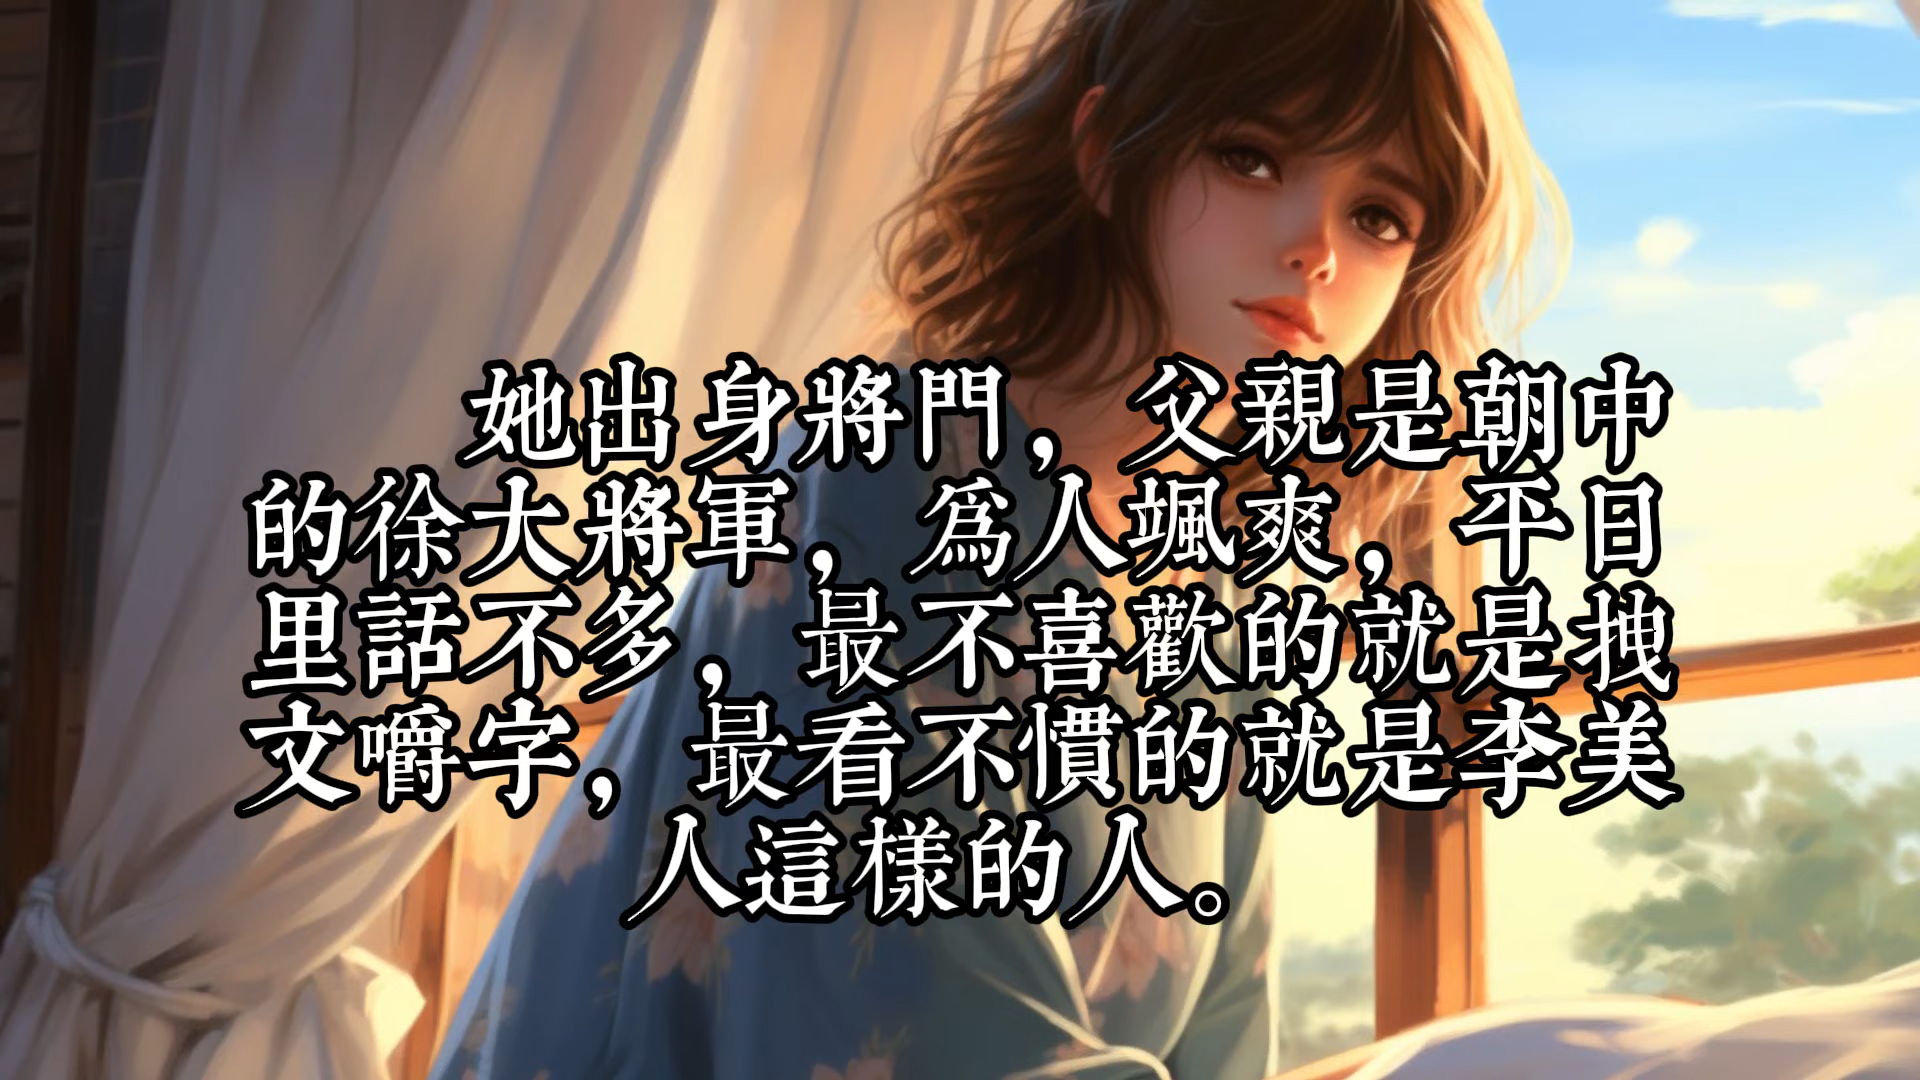 她出身將門，父親是朝中
的徐大將軍，爲人颯爽，平日
里話不多，最不喜歡的就是拽
文嚼字，最看不慣的就是李美
人這樣的人。